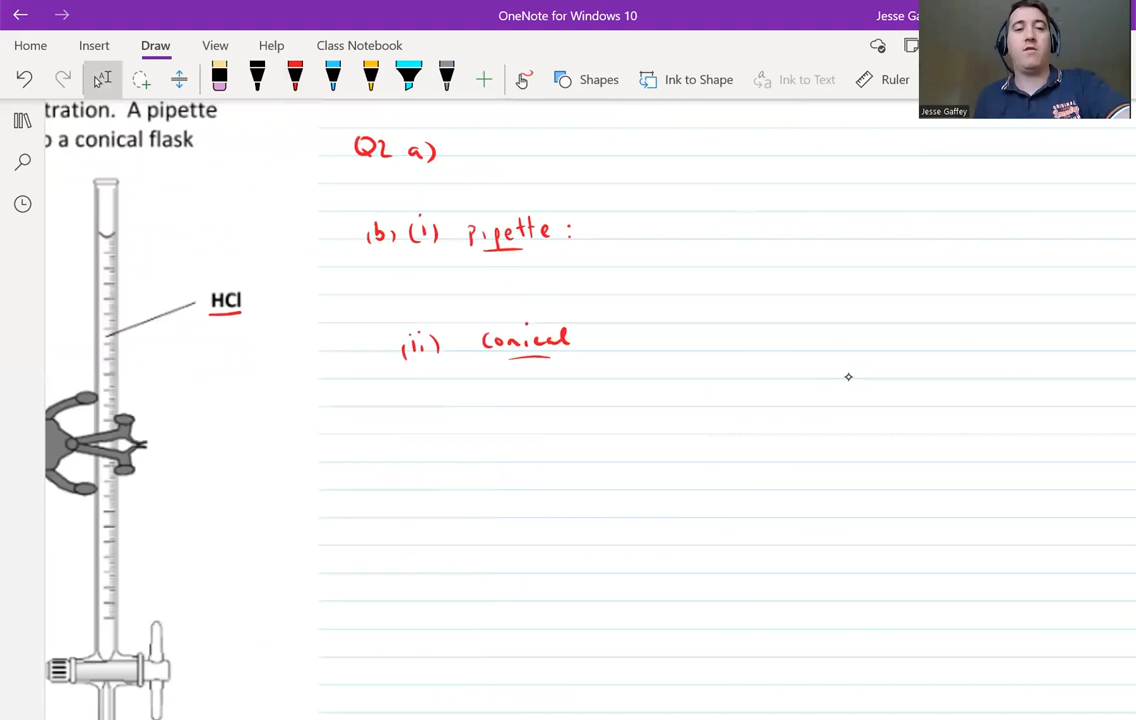 OneNote for Windows 10
Jesse Ga
Home Insert Draw View Help Class Notebook
Shapes Ink to Shape Ink to Text Ruler
Jesse Gaffey
tration. A pipette
o a conical flask
HCl
Q2 a)
(b) (i) pipette :
(ii) conical